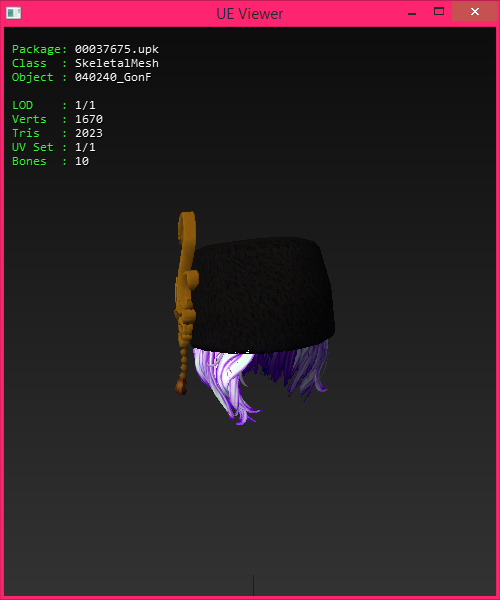 UE Viewer
Package: 00037675.upk
Class  : SkeletalMesh
Object : 040240_GonF
LOD    : 1/1
Verts  : 1670
Tris   : 2023
UV Set : 1/1
Bones  : 10